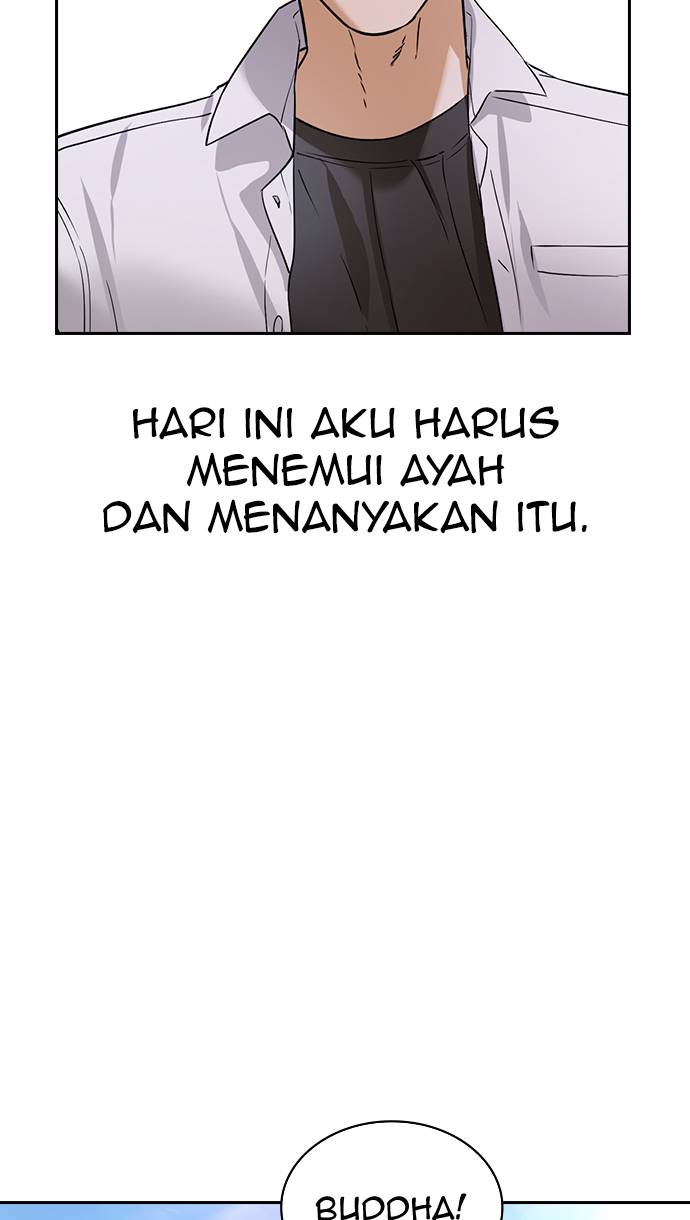 HARI INI AKU HARUS
MENEMUI AYAH
DAN MENANYAKAN ITU.
BUDDHA!